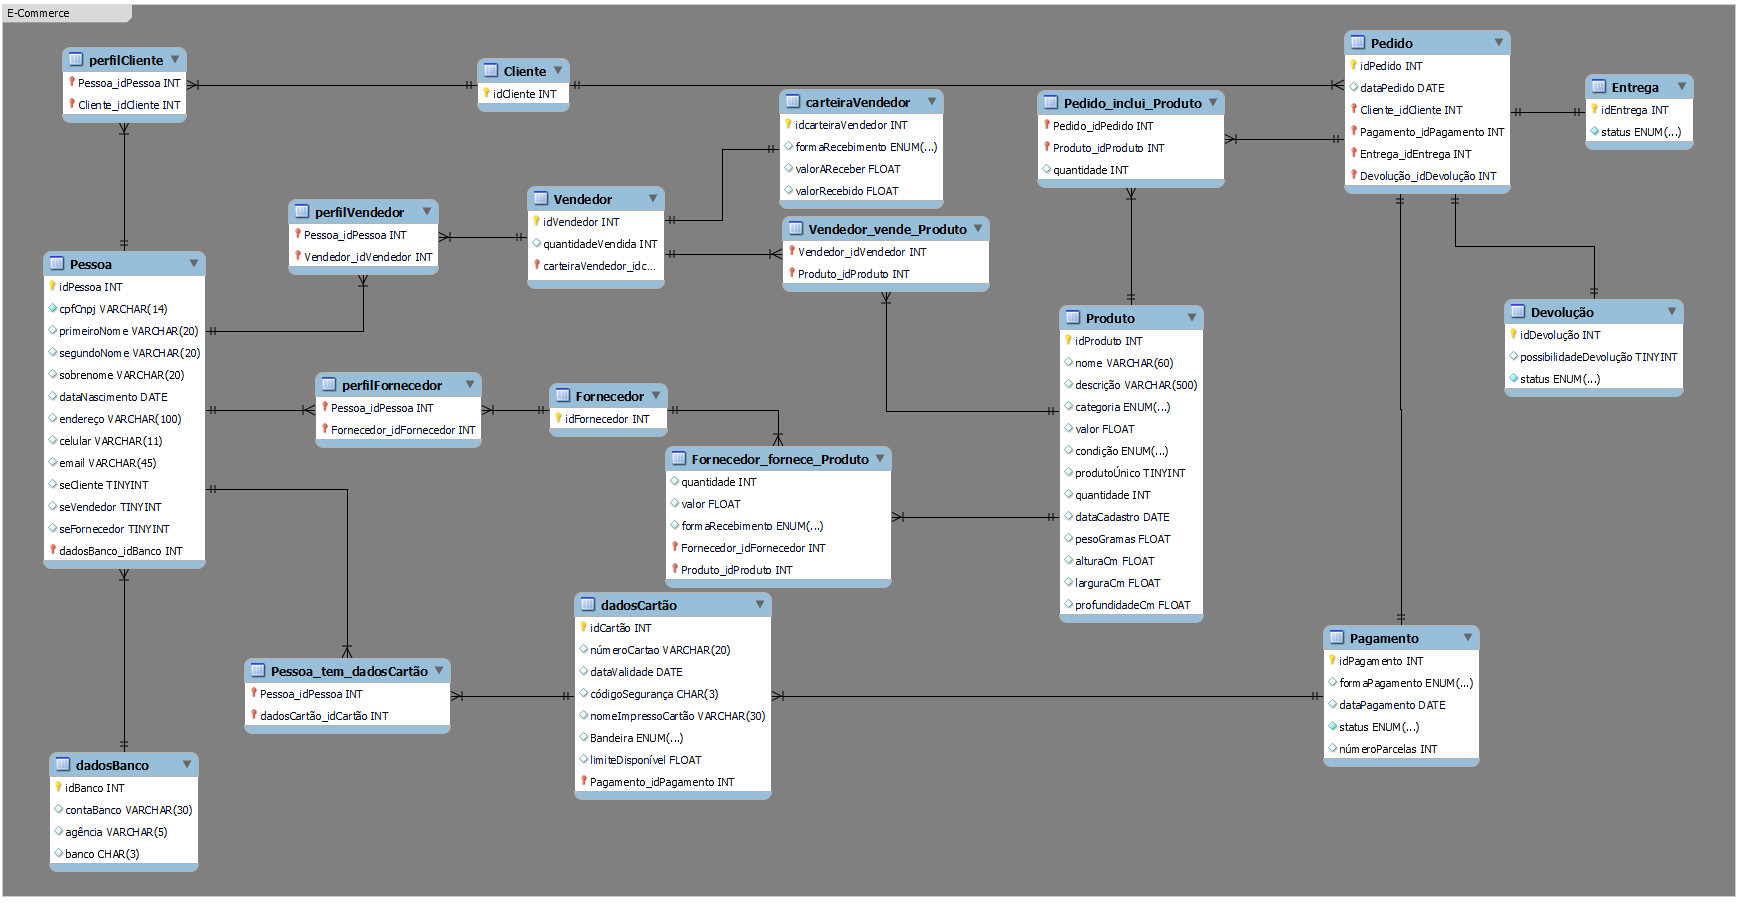 E-Commerce
perfilCliente
Pessoa_idPessoa INT
Cliente_idCliente INT
Cliente
idCliente INT
carteiraVendedor
idcarteiraVendedor INT
formaRecebimento ENUM(...)
valorAReceber FLOAT
valorRecebido FLOAT
Pedido_inclui_Produto
Pedido_idPedido INT
Produto_idProduto INT
quantidade INT
Pedido
idPedido INT
dataPedido DATE
Cliente_idCliente INT
Pagamento_idPagamento INT
Entrega_idEntrega INT
Devolução_idDevolução INT
Entrega
idEntrega INT
status ENUM(...)
perfilVendedor
Pessoa_idPessoa INT
Vendedor_idVendedor INT
Vendedor
idVendedor INT
quantidadeVendida INT
carteiraVendedor_idc...
Vendedor_vende_Produto
Vendedor_idVendedor INT
Produto_idProduto INT
Pessoa
idPessoa INT
cpfCnpj VARCHAR(14)
primeiroNome VARCHAR(20)
segundoNome VARCHAR(20)
sobrenome VARCHAR(20)
dataNascimento DATE
endereço VARCHAR(100)
celular VARCHAR(11)
email VARCHAR(45)
seCliente TINYINT
seVendedor TINYINT
seFornecedor TINYINT
dadosBanco_idBanco INT
perfilFornecedor
Pessoa_idPessoa INT
Fornecedor_idFornecedor INT
Fornecedor
idFornecedor INT
Fornecedor_fornece_Produto
quantidade INT
valor FLOAT
formaRecebimento ENUM(...)
Fornecedor_idFornecedor INT
Produto_idProduto INT
Produto
idProduto INT
nome VARCHAR(60)
descrição VARCHAR(500)
categoria ENUM(...)
valor FLOAT
condição ENUM(...)
produtoÚnico TINYINT
quantidade INT
dataCadastro DATE
pesoGramas FLOAT
alturaCm FLOAT
larguraCm FLOAT
profundidadeCm FLOAT
Devolução
idDevolução INT
possibilidadeDevolução TINYINT
status ENUM(...)
Pessoa_tem_dadosCartão
Pessoa_idPessoa INT
dadosCartão_idCartão INT
dadosCartão
idCartão INT
númeroCartao VARCHAR(20)
dataValidade DATE
códigoSegurança CHAR(3)
nomeImpressoCartão VARCHAR(30)
Bandeira ENUM(...)
limiteDisponível FLOAT
Pagamento_idPagamento INT
Pagamento
idPagamento INT
formaPagamento ENUM(...)
dataPagamento DATE
status ENUM(...)
númeroParcelas INT
dadosBanco
idBanco INT
contaBanco VARCHAR(30)
agência VARCHAR(5)
banco CHAR(3)